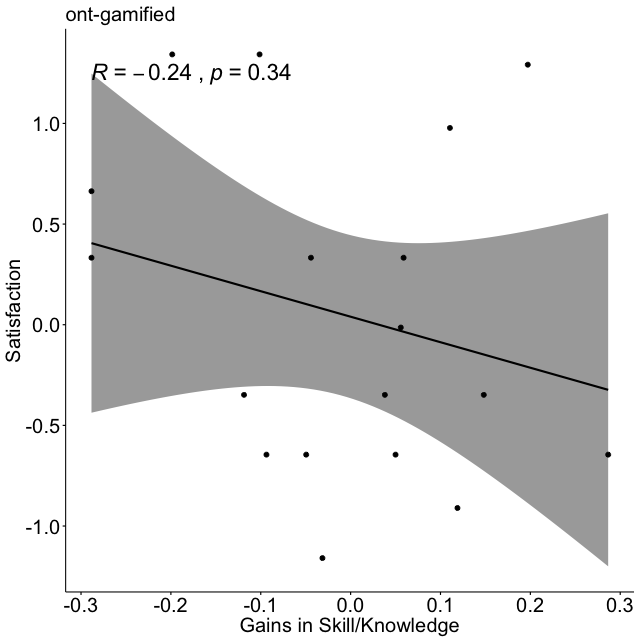 ont-gamified
R = −0.24 , p = 0.34
1.0
0.5
0.0
-0.5
-1.0
Satisfaction
-0.3 -0.2 -0.1 0.0 0.1 0.2 0.3
Gains in Skill/Knowledge